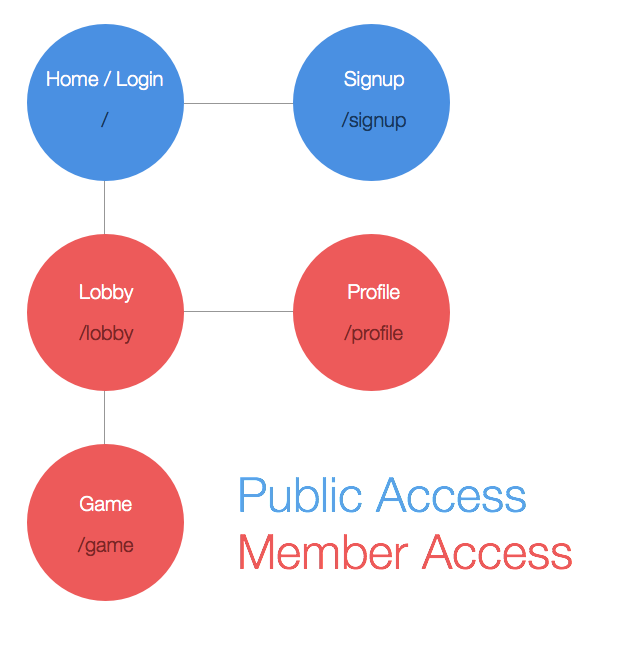 Home / Login
/
Signup
/signup
Lobby
/lobby
Profile
/profile
Game
/game
Public Access
Member Access